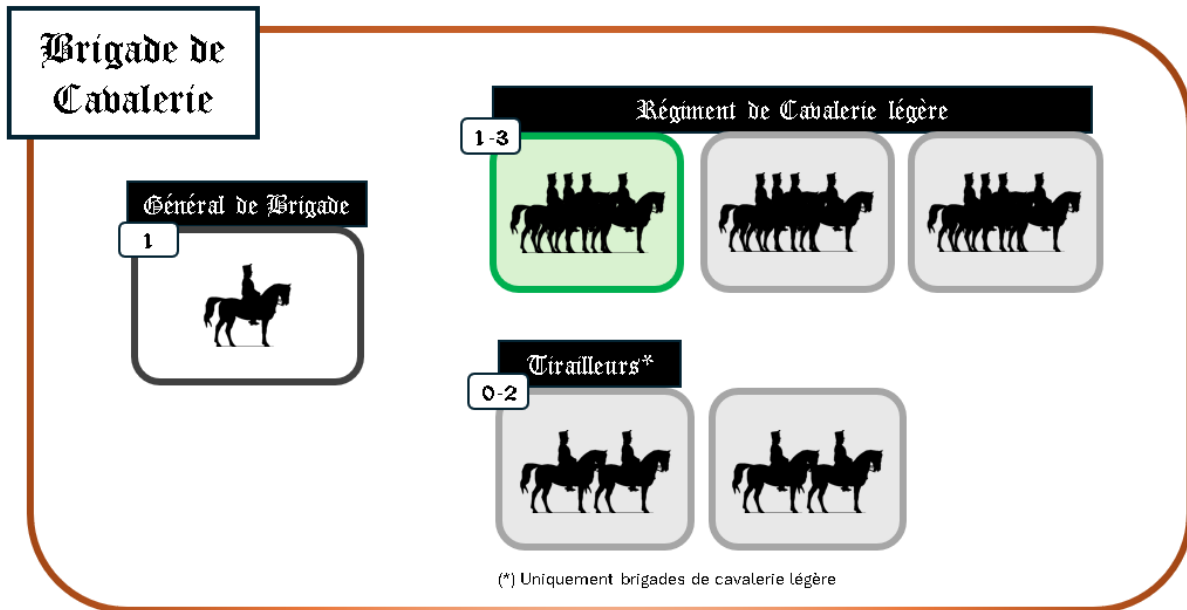 Brigade de
Cavalerie
Régiment de Cavalerie légère
1-3
Général de Brigade
1
Tirailleurs*
0-2
(*) Uniquement brigades de cavalerie légère